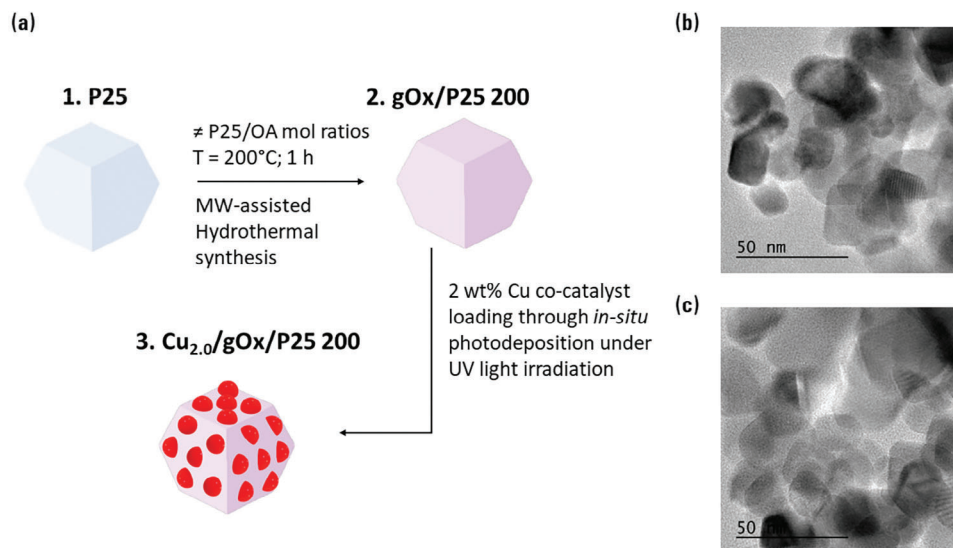 (a)
1. P25
≠ P25/OA mol ratios
T = 200°C; 1 h
MW-assisted
Hydrothermal
synthesis
2. gOx/P25 200
2 wt% Cu co-catalyst
loading through in-situ
photodeposition under
UV light irradiation
3. Cu2.0/gOx/P25 200
(b)
50 nm
(c)
50 nm